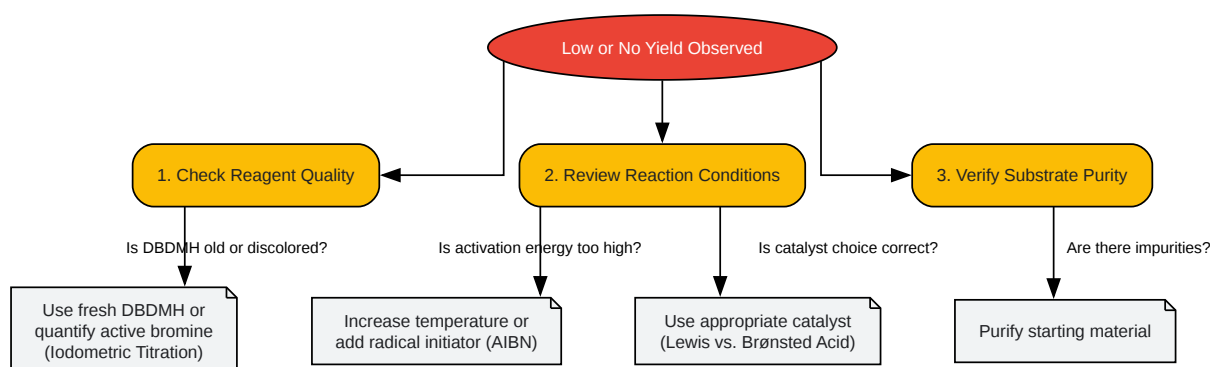 Low or No Yield Observed
1. Check Reagent Quality
2. Review Reaction Conditions
3. Verify Substrate Purity
Is DBDMH old or discolored?
Is activation energy too high?
Is catalyst choice correct?
Are there impurities?
Use fresh DBDMH or
quantify active bromine
(Iodometric Titration)
Increase temperature or
add radical initiator (AIBN)
Use appropriate catalyst
(Lewis vs. Brønsted Acid)
Purify starting material